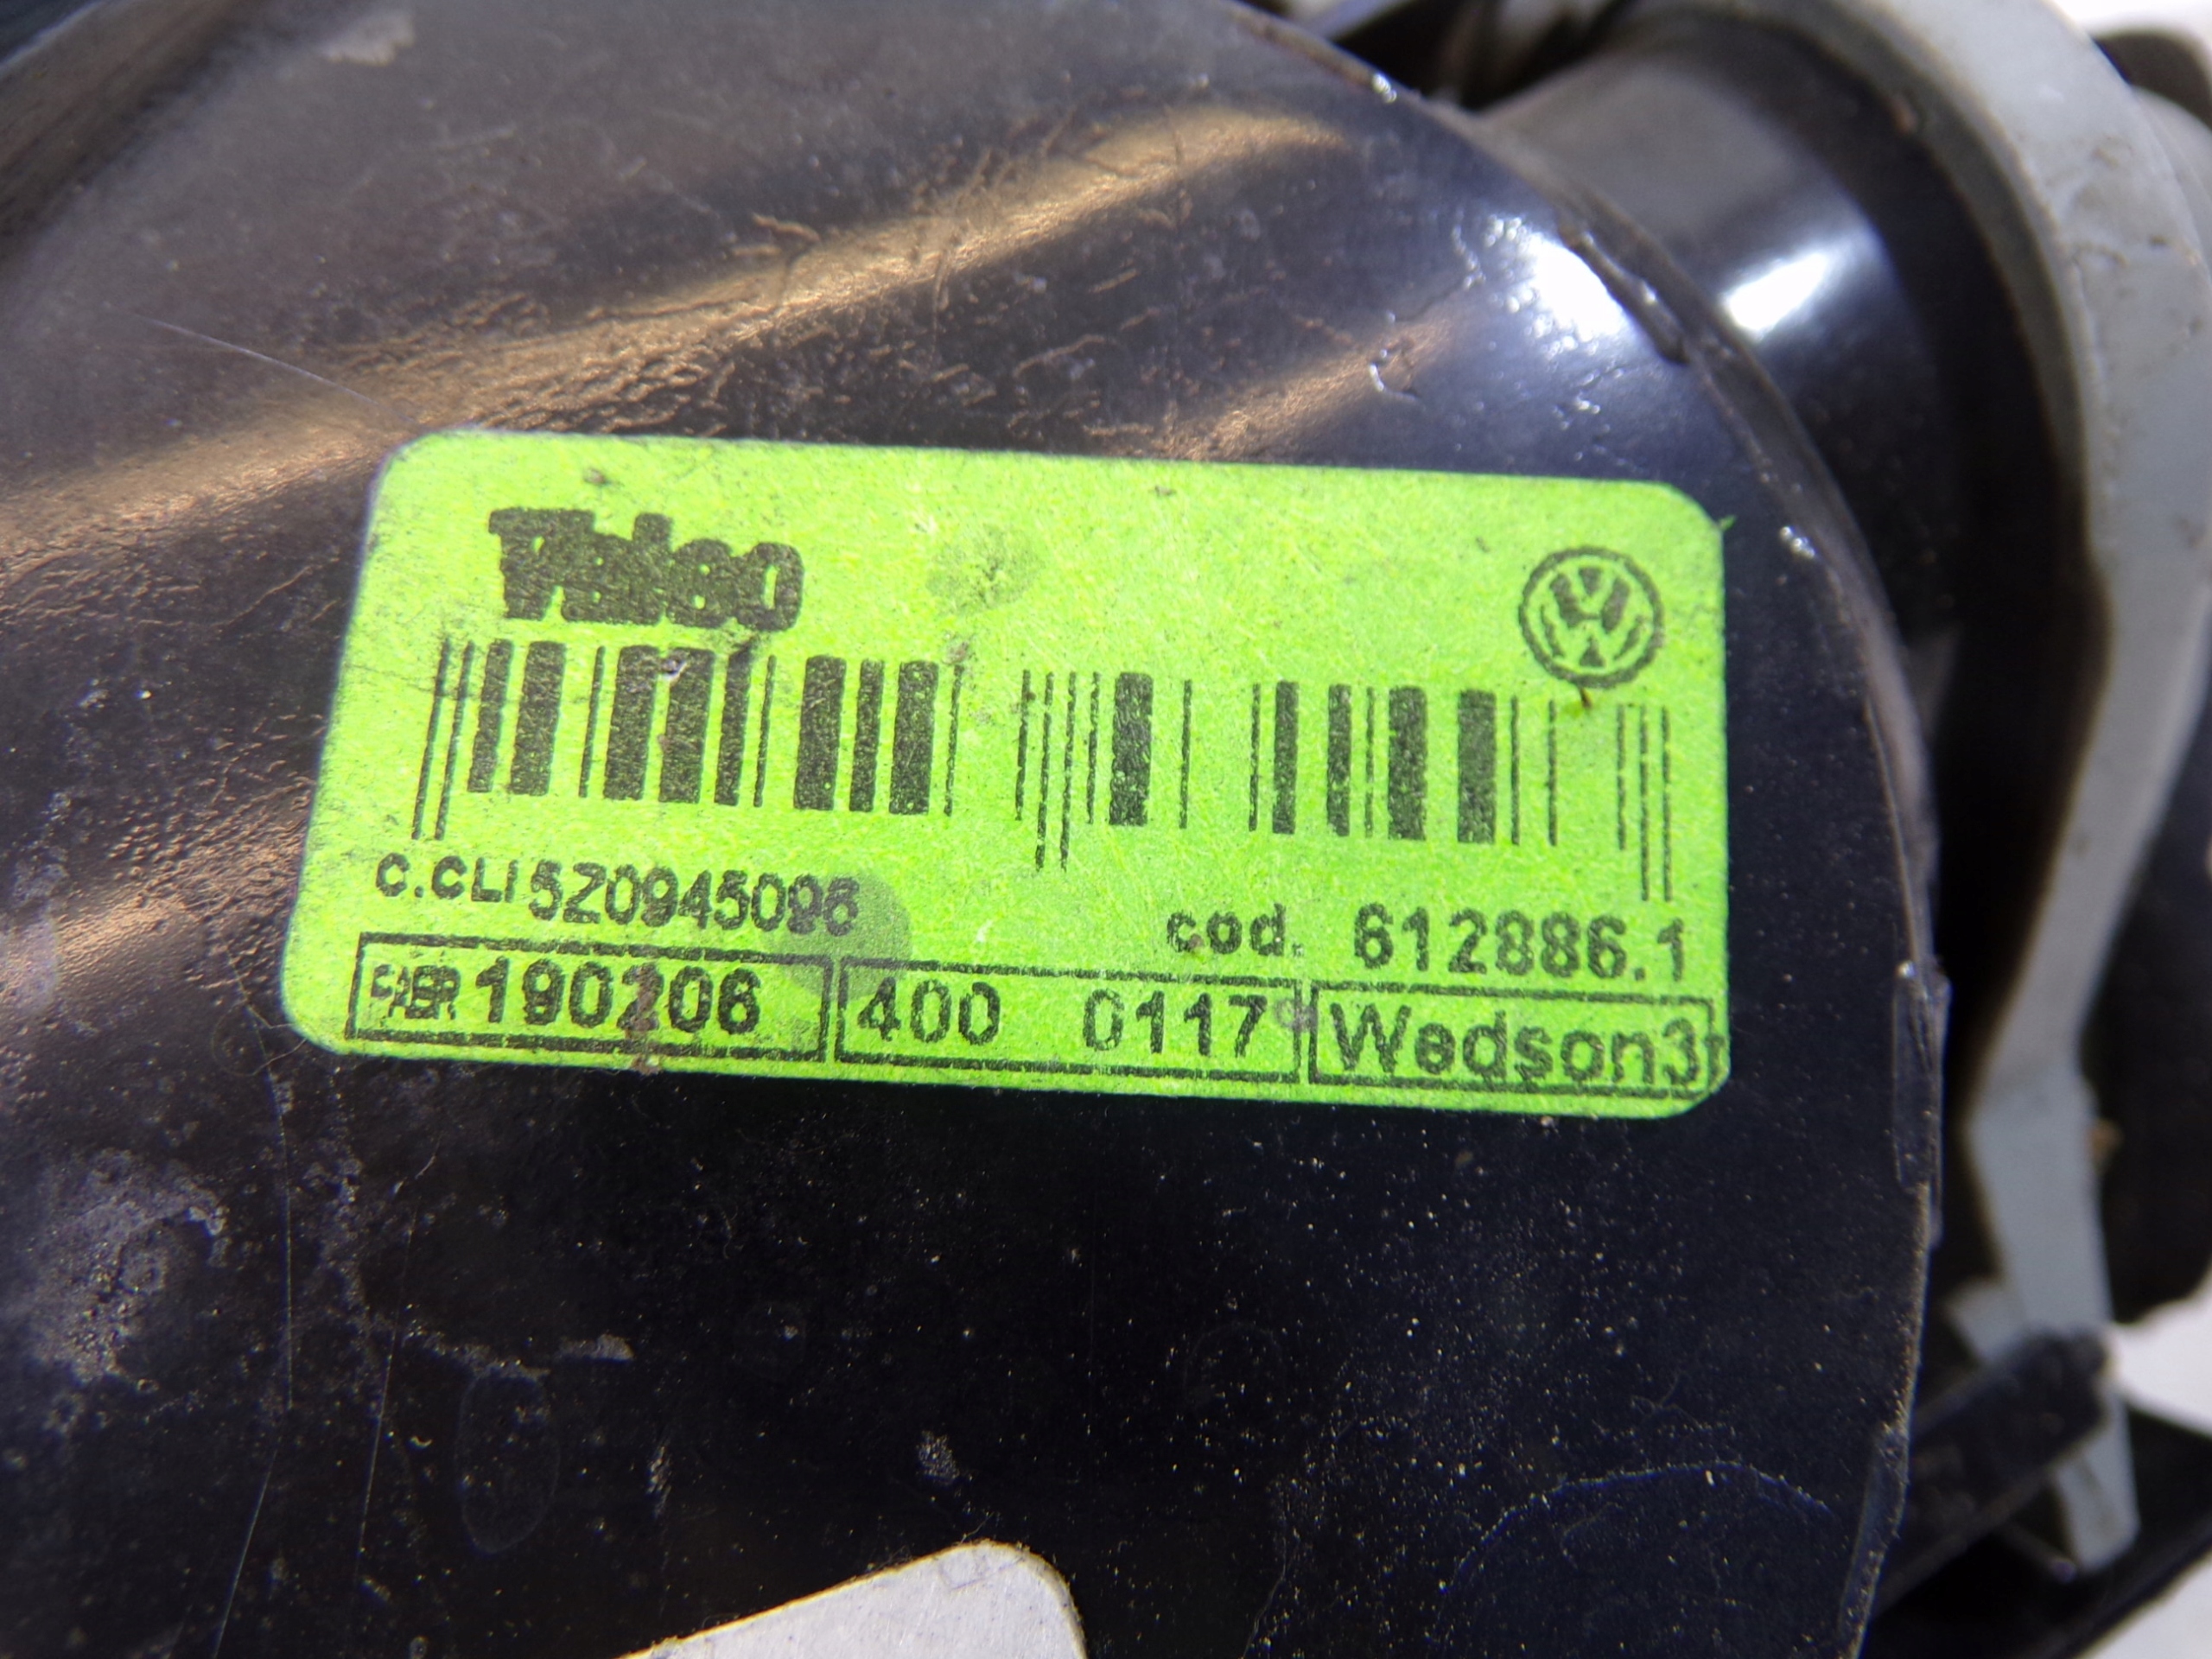 Valeo
C.CLI 5Z0945096
cod. 612886.1
FABR 190206 400 0117 Wedson3